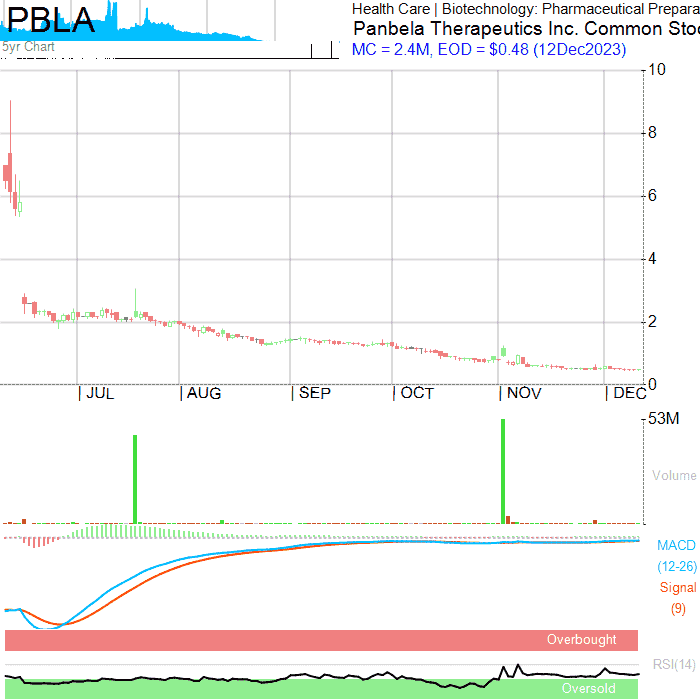 PBLA
5yr Chart
Health Care | Biotechnology: Pharmaceutical Prepara
Panbela Therapeutics Inc. Common Stoc
MC = 2.4M, EOD = $0.48 (12Dec2023)
10
8
6
4
2
0
| JUL | AUG | SEP | OCT | NOV | DEC
53M
Volume
MACD
(12-26)
Signal
(9)
Overbought
RSI(14)
Oversold